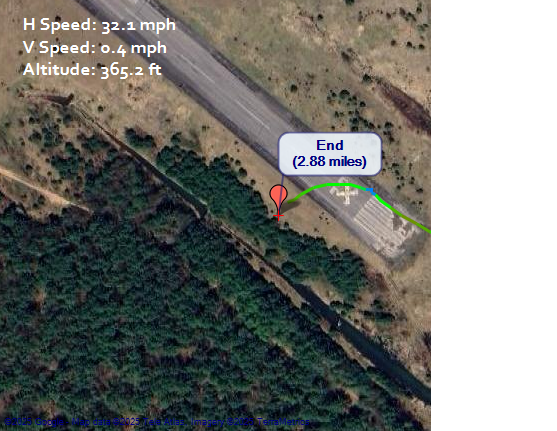 H Speed: 32.1 mph
V Speed: 0.4 mph
Altitude: 365.2 ft
End
(2.88 miles)